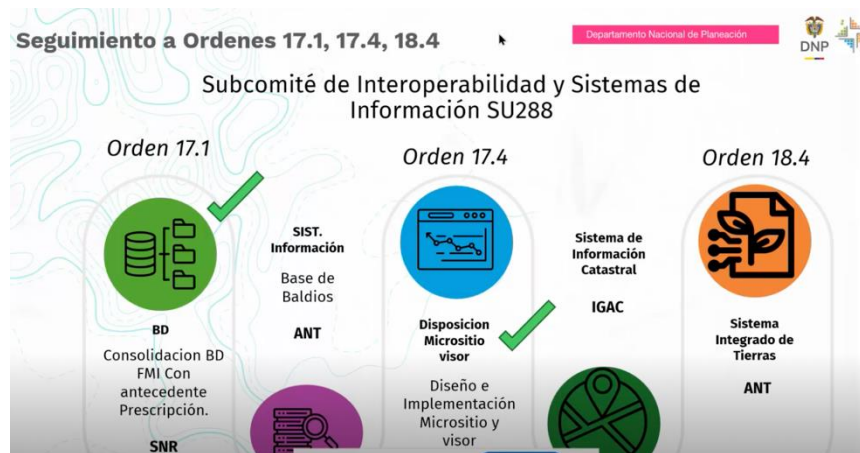 Seguimiento a Ordenes 17.1, 17.4, 18.4
Departamento Nacional de Planeación
DNP
Subcomité de Interoperabilidad y Sistemas de
Información SU288
Orden 17.1
BD
Consolidacion BD
FMI Con
antecedente
Prescripción.
SNR
SIST.
Información
Base de
Baldios
ANT
Orden 17.4
Disposicion
Micrositio
visor
Diseño e
Implementación
Micrositio y
visor
Sistema de
Información
Catastral
IGAC
Orden 18.4
Sistema
Integrado de
Tierras
ANT